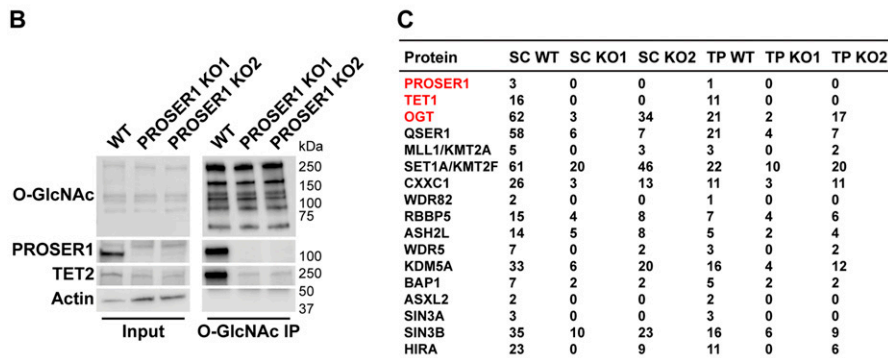 B
WT PROSER1 KO1 PROSER1 KO2 WT PROSER1 KO1 PROSER1 KO2
kDa
O-GlcNAc
250
150
100
75
PROSER1
100
TET2
250
Actin
50
37
Input O-GlcNAc IP
C
Protein SC WT SC KO1 SC KO2 TP WT TP KO1 TP KO2
PROSER1 3 0 0 1 0 0
TET1 16 0 0 11 0 0
OGT 62 3 34 21 2 17
QSER1 58 6 7 21 4 7
MLL1/KMT2A 5 0 3 3 0 2
SET1A/KMT2F 61 20 46 22 10 20
CXXC1 26 3 13 11 3 11
WDR82 2 0 0 1 0 0
RBBP5 15 4 8 7 4 6
ASH2L 14 5 8 5 2 4
WDR5 7 0 2 3 0 2
KDM5A 33 6 20 16 4 12
BAP1 7 2 2 5 2 2
ASXL2 2 0 0 2 0 0
SIN3A 3 0 0 3 0 0
SIN3B 35 10 23 16 6 9
HIRA 23 0 9 11 0 6